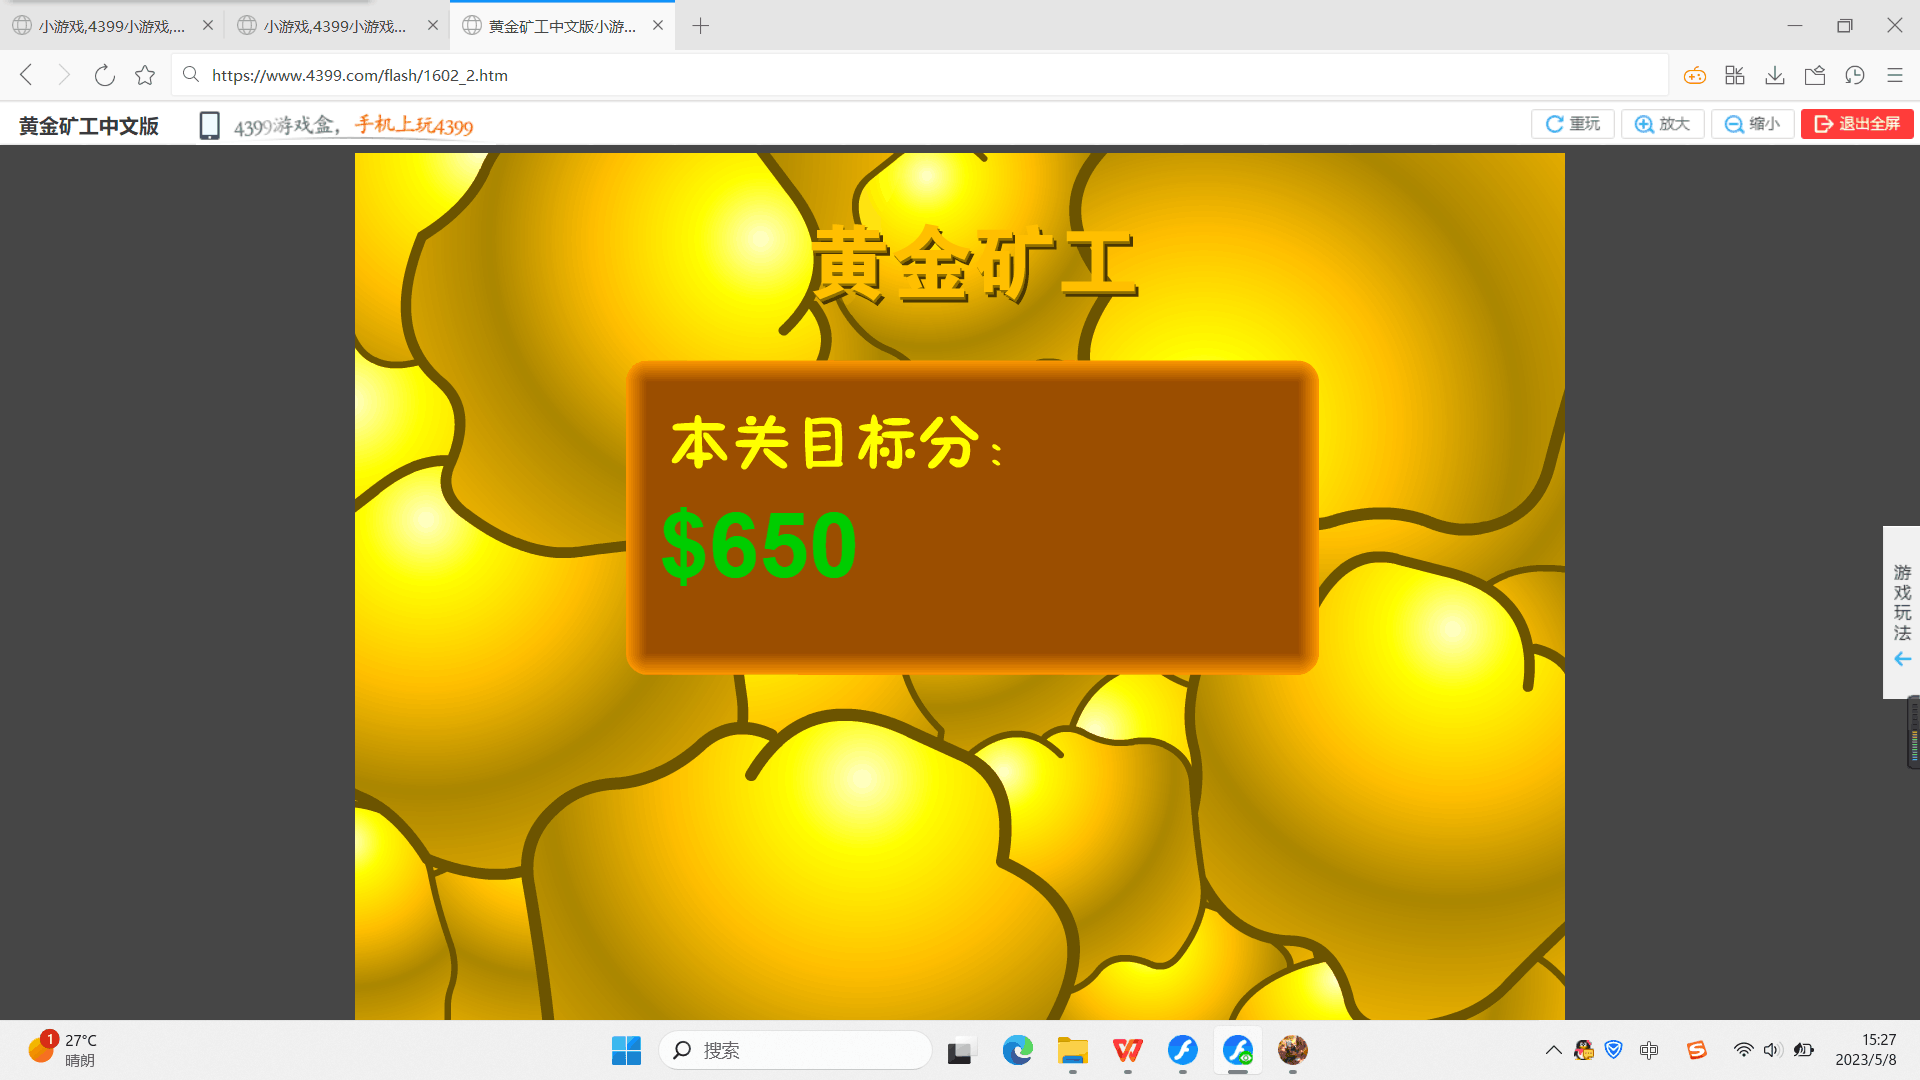 小游戏,4399小游戏,...
小游戏,4399小游戏...
黄金矿工中文版小游...
https://www.4399.com/flash/1602_2.htm
黄金矿工中文版
4399游戏盒，手机上玩4399
重玩
放大
缩小
退出全屏
黄金矿工
本关目标分：
$650
游戏玩法
1
27°C
晴朗
搜索
中
15:27
2023/5/8